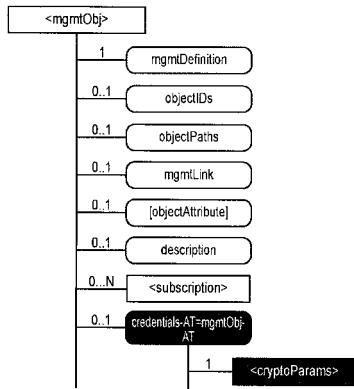 <mgmtObj>
1
mgmtDefinition
0..1
objectIDs
0..1
objectPaths
0..1
mgmtLink
0..1
[objectAttribute]
0..1
description
0...N
<subscription>
0..1
credentials-AT=mgmtObj-
AT
1
<cryptoParams>